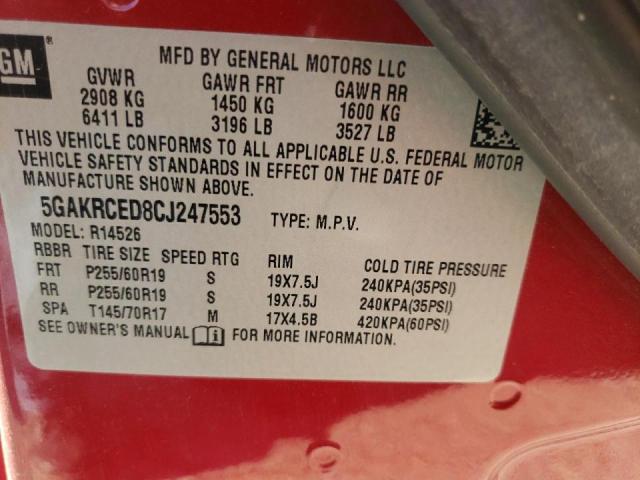 GM
MFD BY GENERAL MOTORS LLC
GVWR GAWR FRT GAWR RR
2908 KG 1450 KG 1600 KG
6411 LB 3196 LB 3527 LB
THIS VEHICLE CONFORMS TO ALL APPLICABLE U.S. FEDERAL MOTOR
VEHICLE SAFETY STANDARDS IN EFFECT ON THE DATE OF
MANUFACTURE SHOWN ABOVE.
5GAKRCED8CJ247553 TYPE: M.P.V.
MODEL: R14526
RBBR TIRE SIZE SPEED RTG RIM COLD TIRE PRESSURE
FRT P255/60R19 S 19X7.5J 240KPA(35PSI)
RR P255/60R19 S 19X7.5J 240KPA(35PSI)
SPA T145/70R17 M 17X4.5B 420KPA(60PSI)
SEE OWNER'S MANUAL FOR MORE INFORMATION.